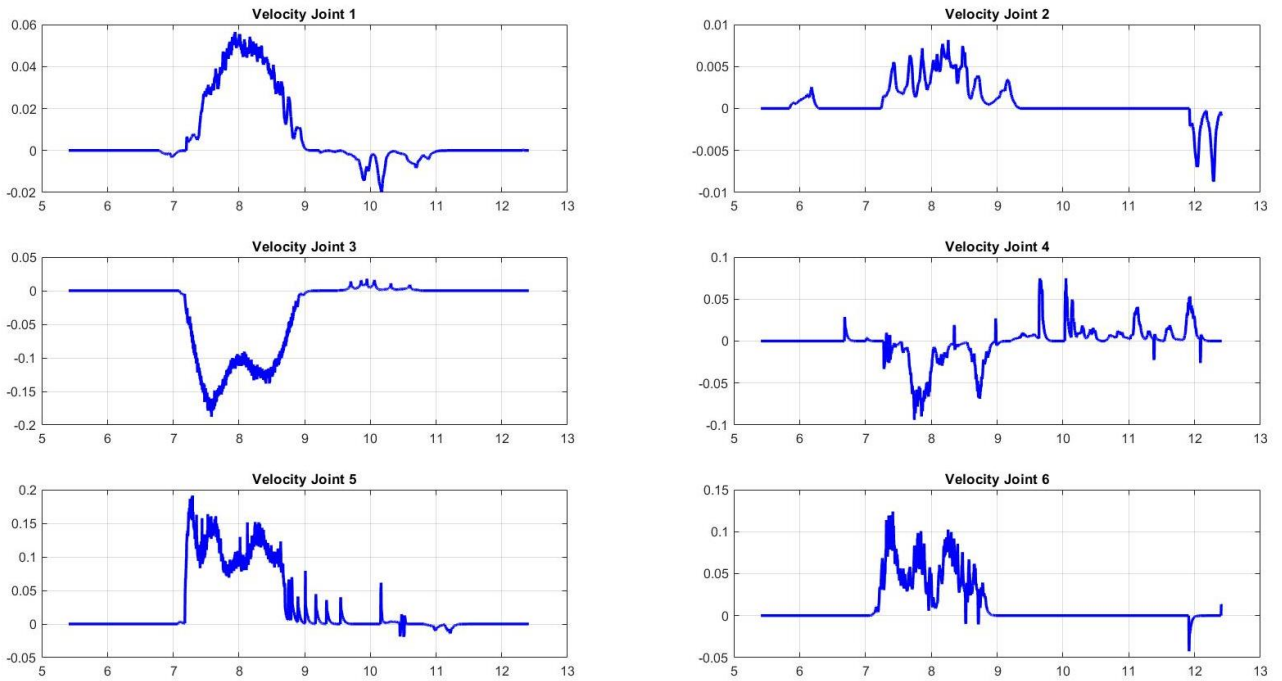 Velocity Joint 1
0.06
0.04
0.02
0
-0.02
5 6 7 8 9 10 11 12 13
Velocity Joint 2
0.01
0.005
0
-0.005
-0.01
5 6 7 8 9 10 11 12 13
Velocity Joint 3
0.05
0
-0.05
-0.1
-0.15
-0.2
5 6 7 8 9 10 11 12 13
Velocity Joint 4
0.1
0.05
0
-0.05
-0.1
5 6 7 8 9 10 11 12 13
Velocity Joint 5
0.2
0.15
0.1
0.05
0
-0.05
5 6 7 8 9 10 11 12 13
Velocity Joint 6
0.15
0.1
0.05
0
-0.05
5 6 7 8 9 10 11 12 13